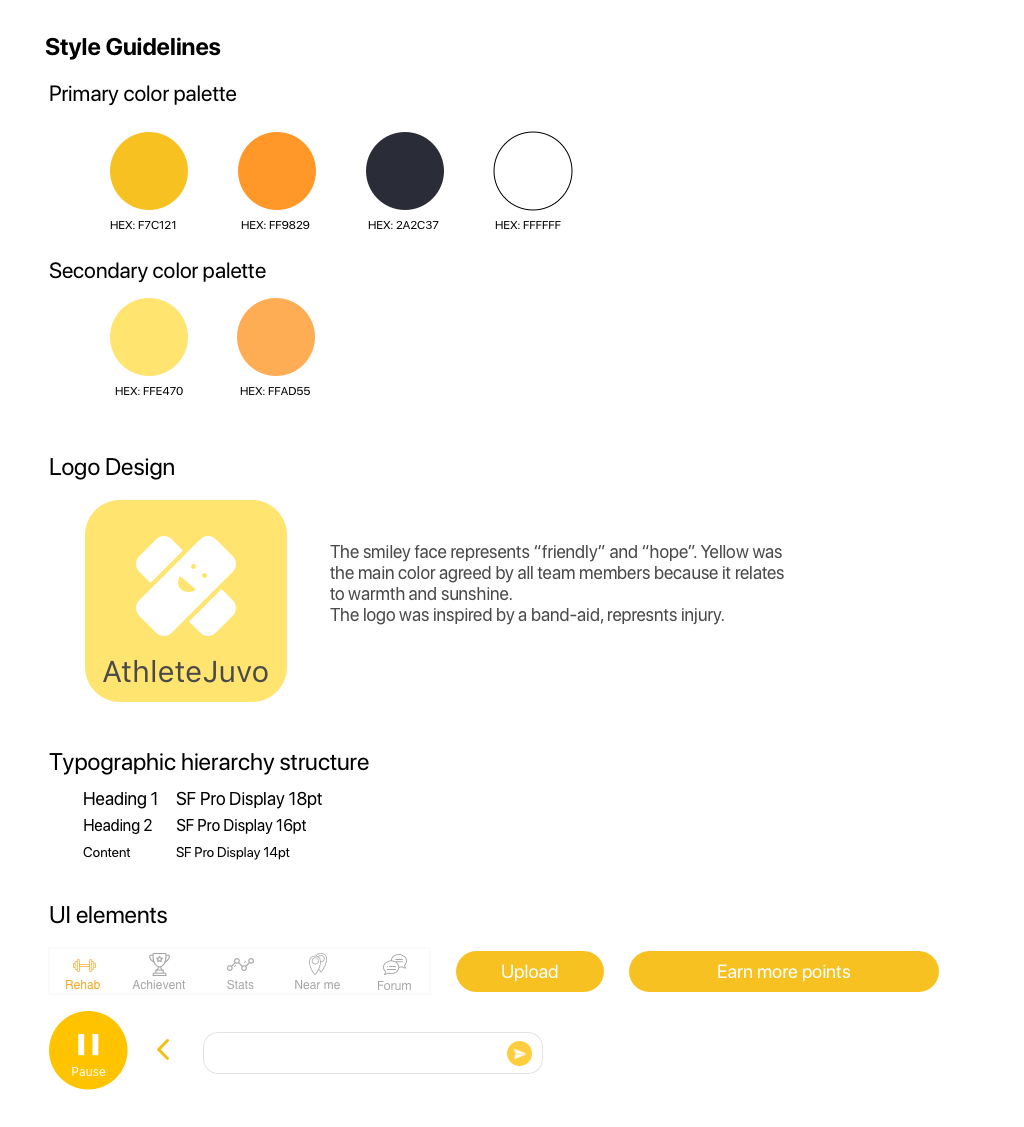 Style Guidelines
Primary color palette
HEX: F7C121
HEX: FF9829
HEX: 2A2C37
HEX: FFFFFF
Secondary color palette
HEX: FFE470
HEX: FFAD55
Logo Design
AthleteJuvo
The smiley face represents “friendly” and “hope”. Yellow was
the main color agreed by all team members because it relates
to warmth and sunshine.
The logo was inspired by a band-aid, represnts injury.
Typographic hierarchy structure
Heading 1 SF Pro Display 18pt
Heading 2 SF Pro Display 16pt
Content SF Pro Display 14pt
UI elements
Rehab
Achievent
Stats
Near me
Forum
Upload
Earn more points
Pause